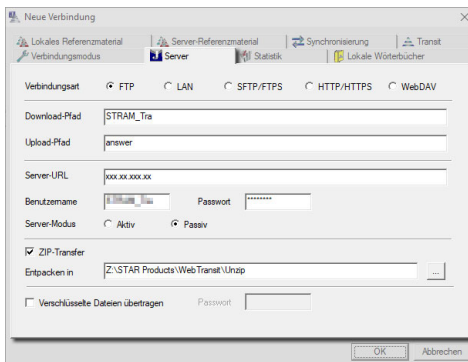 Neue Verbindung
Lokales Referenzmaterial Server-Referenzmaterial Synchronisierung Transit
Verbindungsmodus Server Statistik Lokale Wörterbücher
Verbindungsart FTP LAN SFTP/FTPS HTTP/HTTPS WebDAV
Download-Pfad STRAM_Tra
Upload-Pfad answer
Server-URL xxx.xx.xxx.xx
Benutzername Passwort ********
Server-Modus Aktiv Passiv
ZIP-Transfer
Entpacken in Z:\STAR Products\WebTransit\Unzip ...
Verschlüsselte Dateien übertragen Passwort
OK Abbrechen